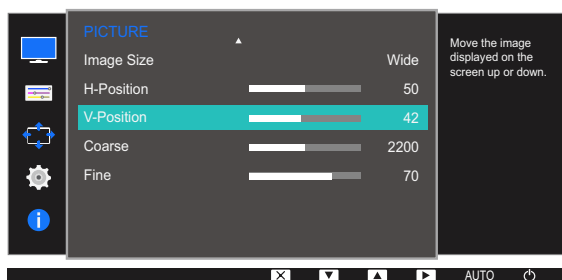 PICTURE
Image Size Wide
H-Position 50
V-Position 42
Coarse 2200
Fine 70
Move the image
displayed on the
screen up or down.
AUTO